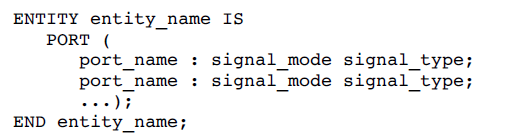 ENTITY entity_name IS
PORT (
port_name : signal_mode signal_type;
port_name : signal_mode signal_type;
...);
END entity_name;